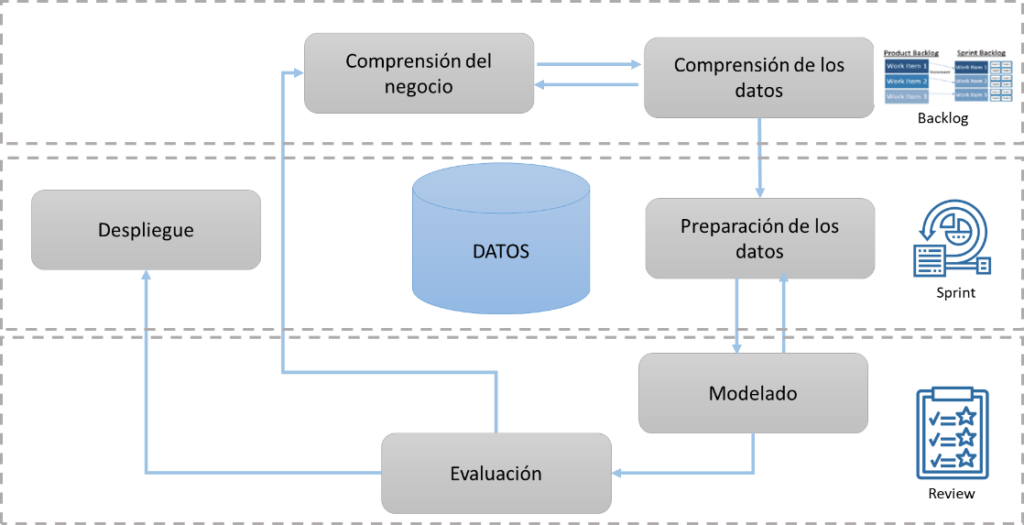 Comprensión del
negocio
Comprensión de los
datos
Product Backlog
Sprint Backlog
Work Item 1
Work Item 2
Work Item 3
Work Item 1
Work Item 2
Work Item 3
Backlog
Despliegue
DATOS
Preparación de los
datos
Sprint
Modelado
Evaluación
Review